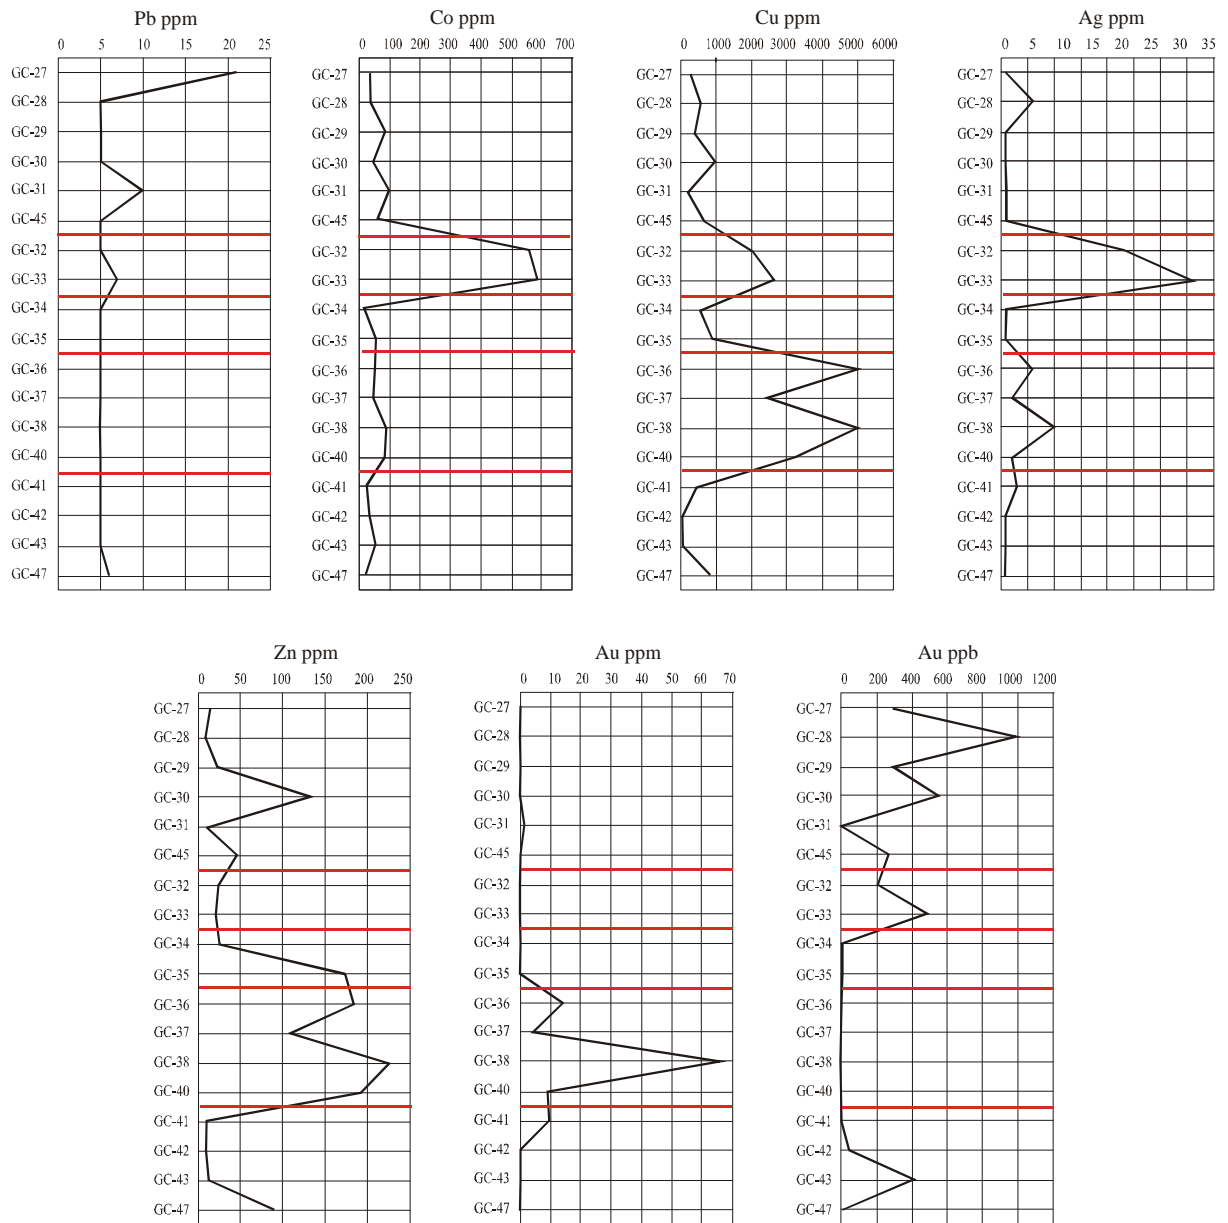 Pb ppm
0 5 10 15 20 25
GC-27
GC-28
GC-29
GC-30
GC-31
GC-45
GC-32
GC-33
GC-34
GC-35
GC-36
GC-37
GC-38
GC-40
GC-41
GC-42
GC-43
GC-47
Co ppm
0 100 200 300 400 500 600 700
GC-27
GC-28
GC-29
GC-30
GC-31
GC-45
GC-32
GC-33
GC-34
GC-35
GC-36
GC-37
GC-38
GC-40
GC-41
GC-42
GC-43
GC-47
Cu ppm
0 1000 2000 3000 4000 5000 6000
GC-27
GC-28
GC-29
GC-30
GC-31
GC-45
GC-32
GC-33
GC-34
GC-35
GC-36
GC-37
GC-38
GC-40
GC-41
GC-42
GC-43
GC-47
Ag ppm
0 5 10 15 20 25 30 35
GC-27
GC-28
GC-29
GC-30
GC-31
GC-45
GC-32
GC-33
GC-34
GC-35
GC-36
GC-37
GC-38
GC-40
GC-41
GC-42
GC-43
GC-47
Zn ppm
0 50 100 150 200 250
GC-27
GC-28
GC-29
GC-30
GC-31
GC-45
GC-32
GC-33
GC-34
GC-35
GC-36
GC-37
GC-38
GC-40
GC-41
GC-42
GC-43
GC-47
Au ppm
0 10 20 30 40 50 60 70
GC-27
GC-28
GC-29
GC-30
GC-31
GC-45
GC-32
GC-33
GC-34
GC-35
GC-36
GC-37
GC-38
GC-40
GC-41
GC-42
GC-43
GC-47
Au ppb
0 200 400 600 800 1000 1200
GC-27
GC-28
GC-29
GC-30
GC-31
GC-45
GC-32
GC-33
GC-34
GC-35
GC-36
GC-37
GC-38
GC-40
GC-41
GC-42
GC-43
GC-47